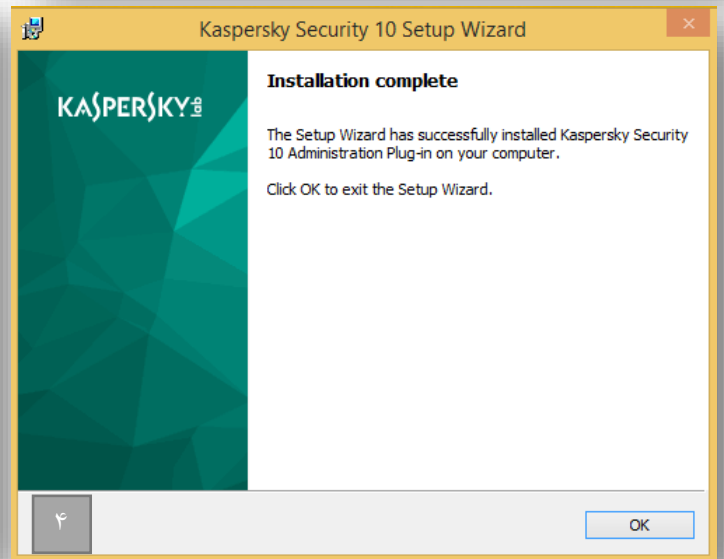 Kaspersky Security 10 Setup Wizard
KASPERSKY lab
Installation complete
The Setup Wizard has successfully installed Kaspersky Security
10 Administration Plug-in on your computer.
Click OK to exit the Setup Wizard.
۴
OK